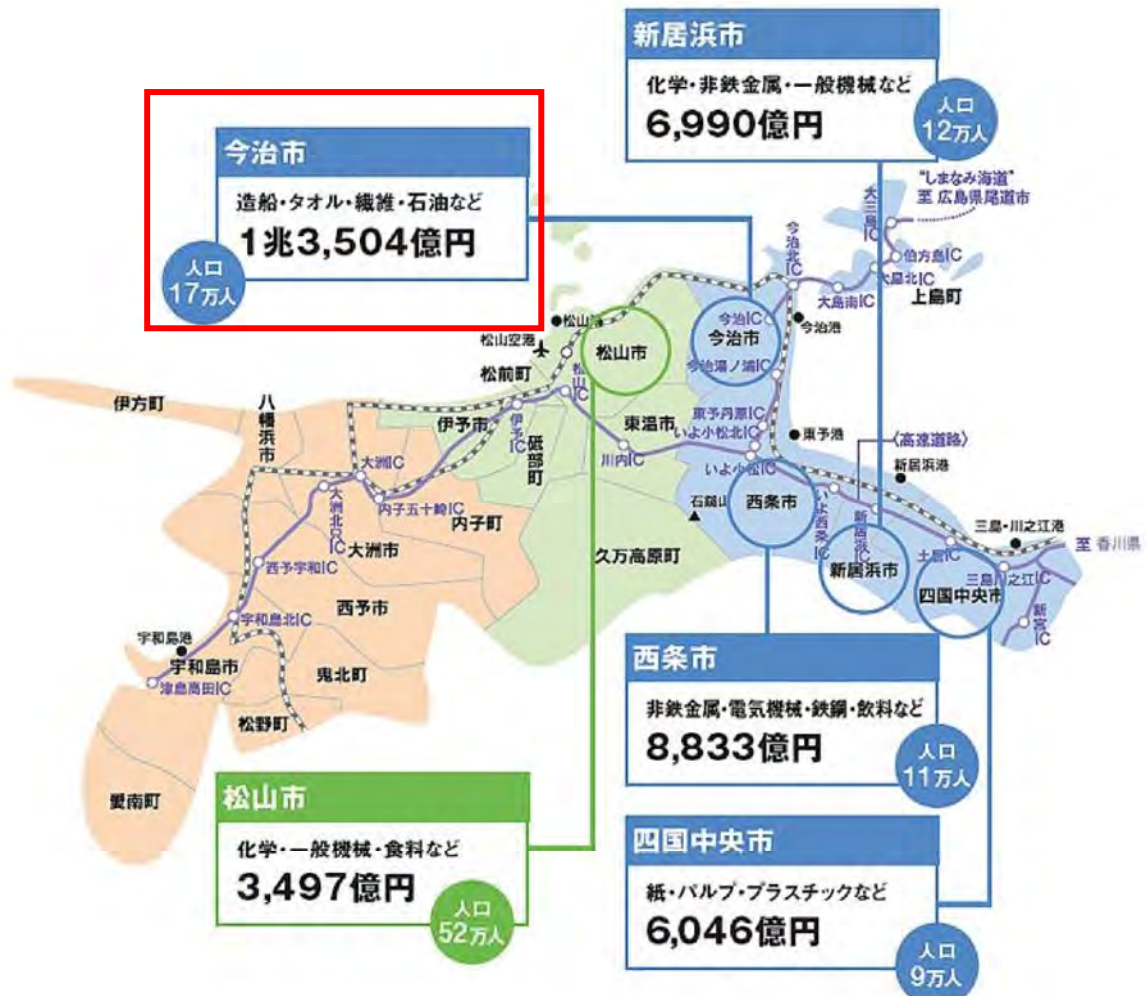 新居浜市
化学・非鉄金属・一般機械など
6,990億円
人口
12万人
今治市
造船・タオル・繊維・石油など
1兆3,504億円
人口
17万人
"しまなみ海道"
至 広島県尾道市
大三島IC
伯方島IC
大島北IC
大島南IC
上島町
今治北IC
今治港
今治IC
今治市
今治湯ノ浦IC
松山空港
松山市
松前町
松山IC
伊方町
八幡浜市
伊予市
伊予IC
砥部町
東温市
川内IC
東予丹原IC
いよ小松北IC
いよ小松IC
東予港
〈高速道路〉
新居浜港
大洲IC
大洲北只IC
内子五十崎IC
内子町
大洲市
石鎚山
西条市
いよ西条IC
新居浜IC
新居浜市
土居IC
三島・川之江港
至 香川県
三島川之江IC
四国中央市
新宮IC
久万高原町
西予宇和IC
西予市
宇和島北IC
宇和島港
宇和島市
鬼北町
津島高田IC
松野町
愛南町
西条市
非鉄金属・電気機械・鉄鋼・飲料など
8,833億円
人口
11万人
松山市
化学・一般機械・食料など
3,497億円
人口
52万人
四国中央市
紙・パルプ・プラスチックなど
6,046億円
人口
9万人